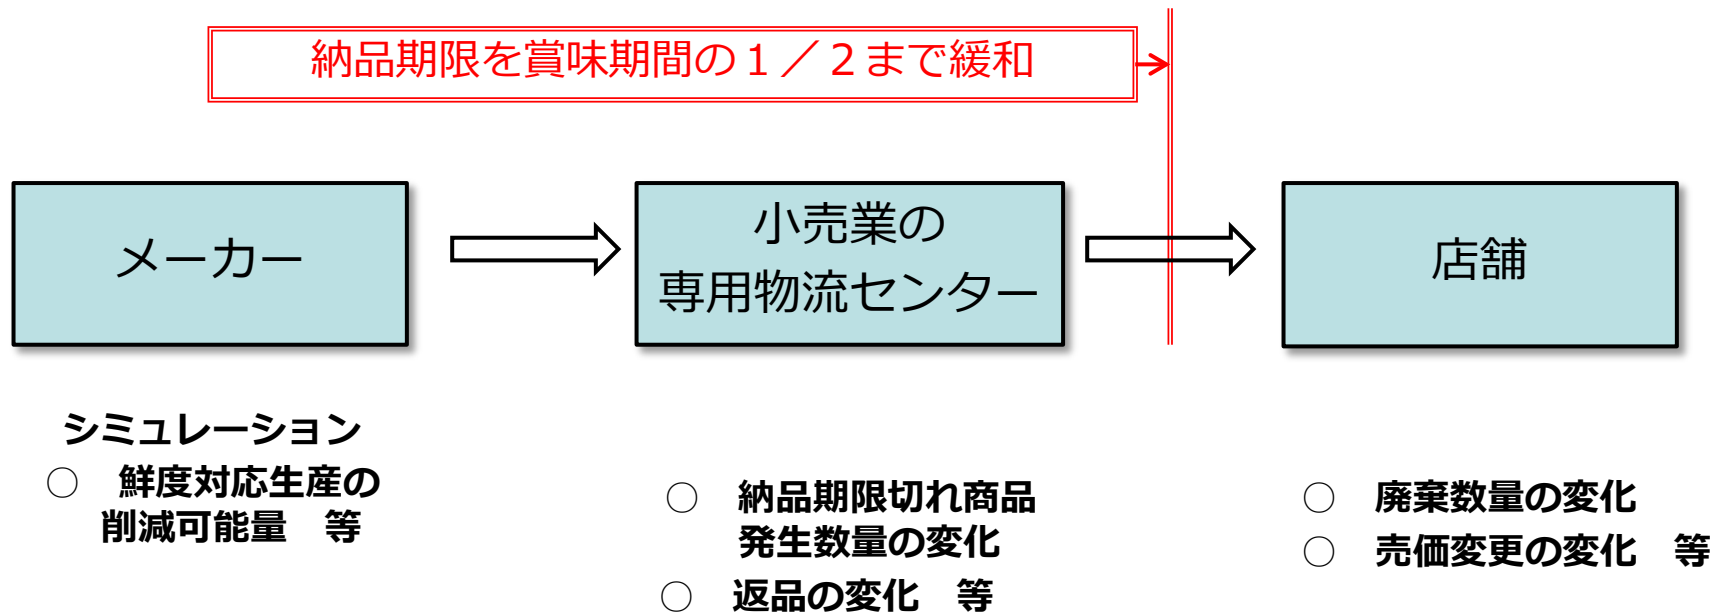 納品期限を賞味期間の１／２まで緩和
メーカー
小売業の
専用物流センター
店舗
シミュレーション
○　鮮度対応生産の
削減可能量　等
○　納品期限切れ商品
発生数量の変化
○　返品の変化　等
○　廃棄数量の変化
○　売価変更の変化　等